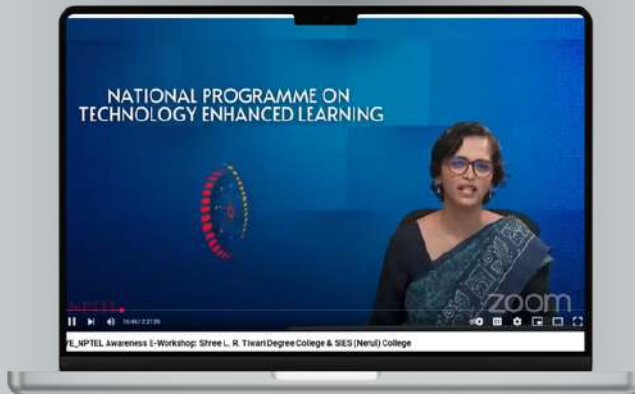 NATIONAL PROGRAMME ON
TECHNOLOGY ENHANCED LEARNING
NPTEL
zoom
E_NPTEL Awareness E-Workshop: Shree L. R. Tiwari Degree College & SIES (Nerul) College